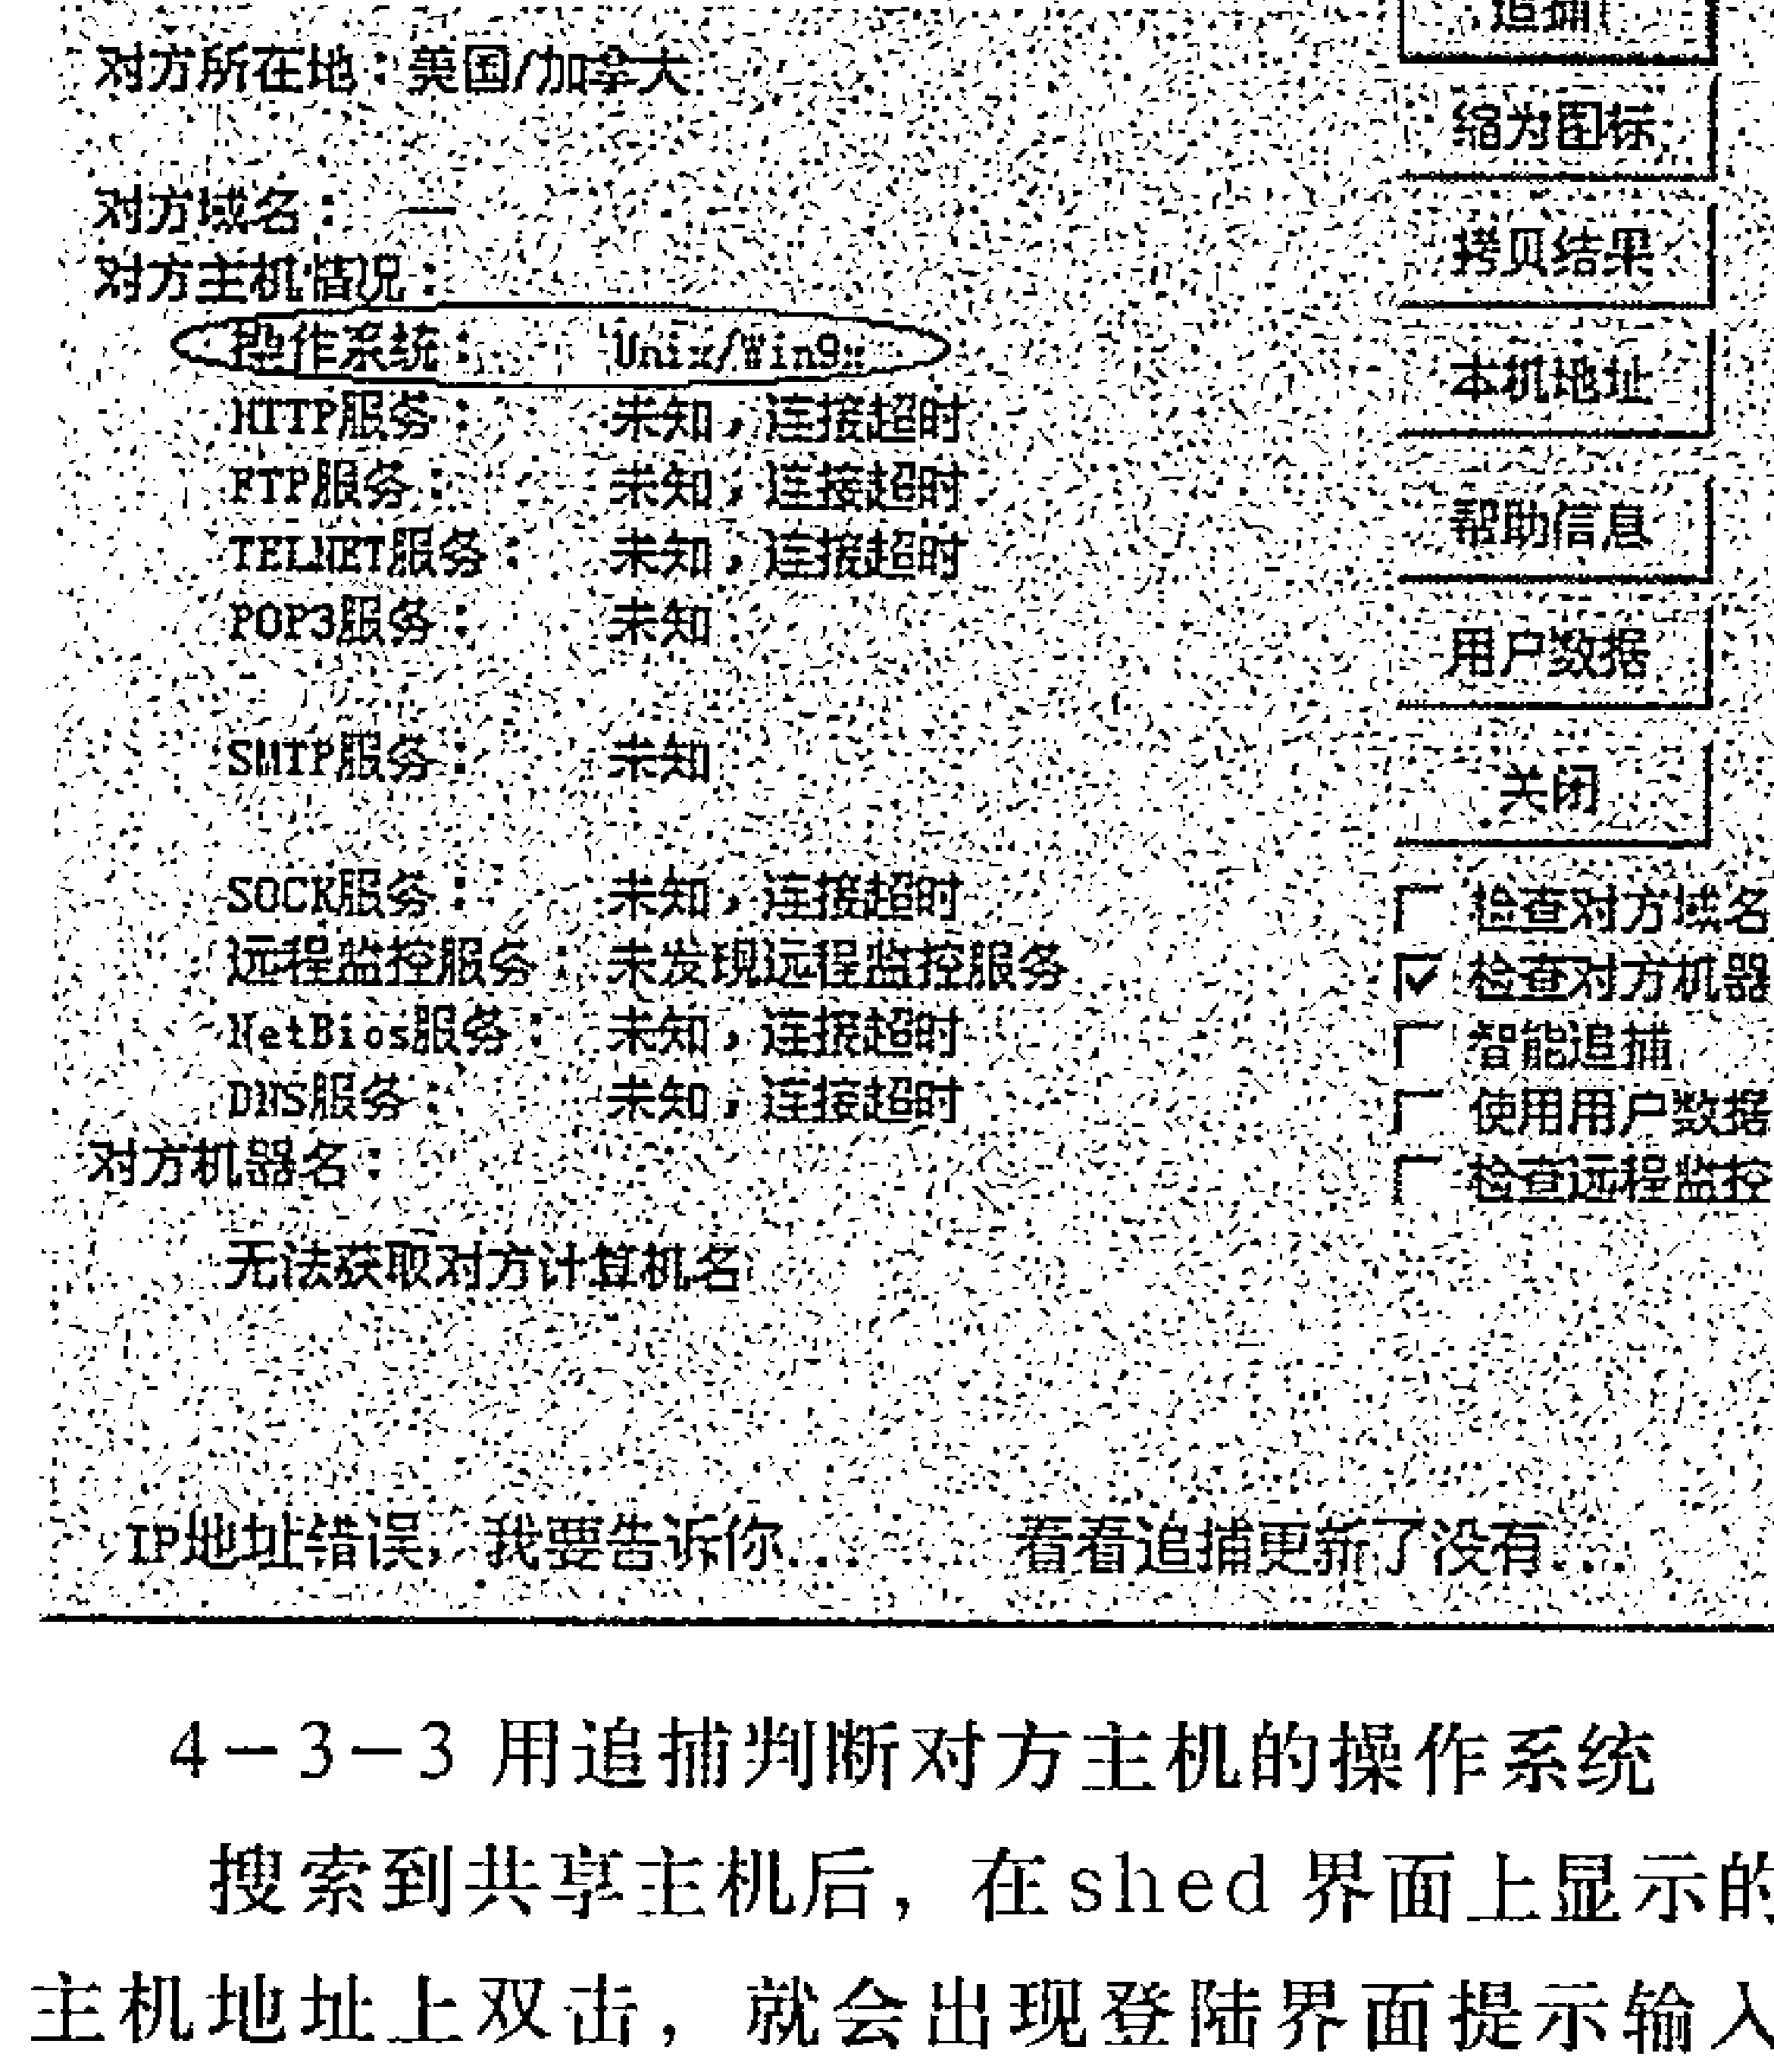 追捕
对方所在地：美国/加拿大
缩为图标
对方域名： —
拷贝结果
对方主机情况：
操作系统： Unix/Win9x
本机地址
HTTP服务： 未知，连接超时
FTP服务： 未知，连接超时
帮助信息
TELNET服务： 未知，连接超时
POP3服务： 未知
用户数据
SMTP服务： 未知
关闭
SOCK服务： 未知，连接超时
检查对方域名
远程监控服务： 未发现远程监控服务
检查对方机器
NetBios服务： 未知，连接超时
智能追捕
DNS服务： 未知，连接超时
使用用户数据
对方机器名：
检查远程监控
无法获取对方计算机名
IP地址错误，我要告诉你... 看看追捕更新了没有...
4－3－3 用追捕判断对方主机的操作系统
搜索到共享主机后，在shed 界面上显示的
主机地址上双击，就会出现登陆界面提示输入